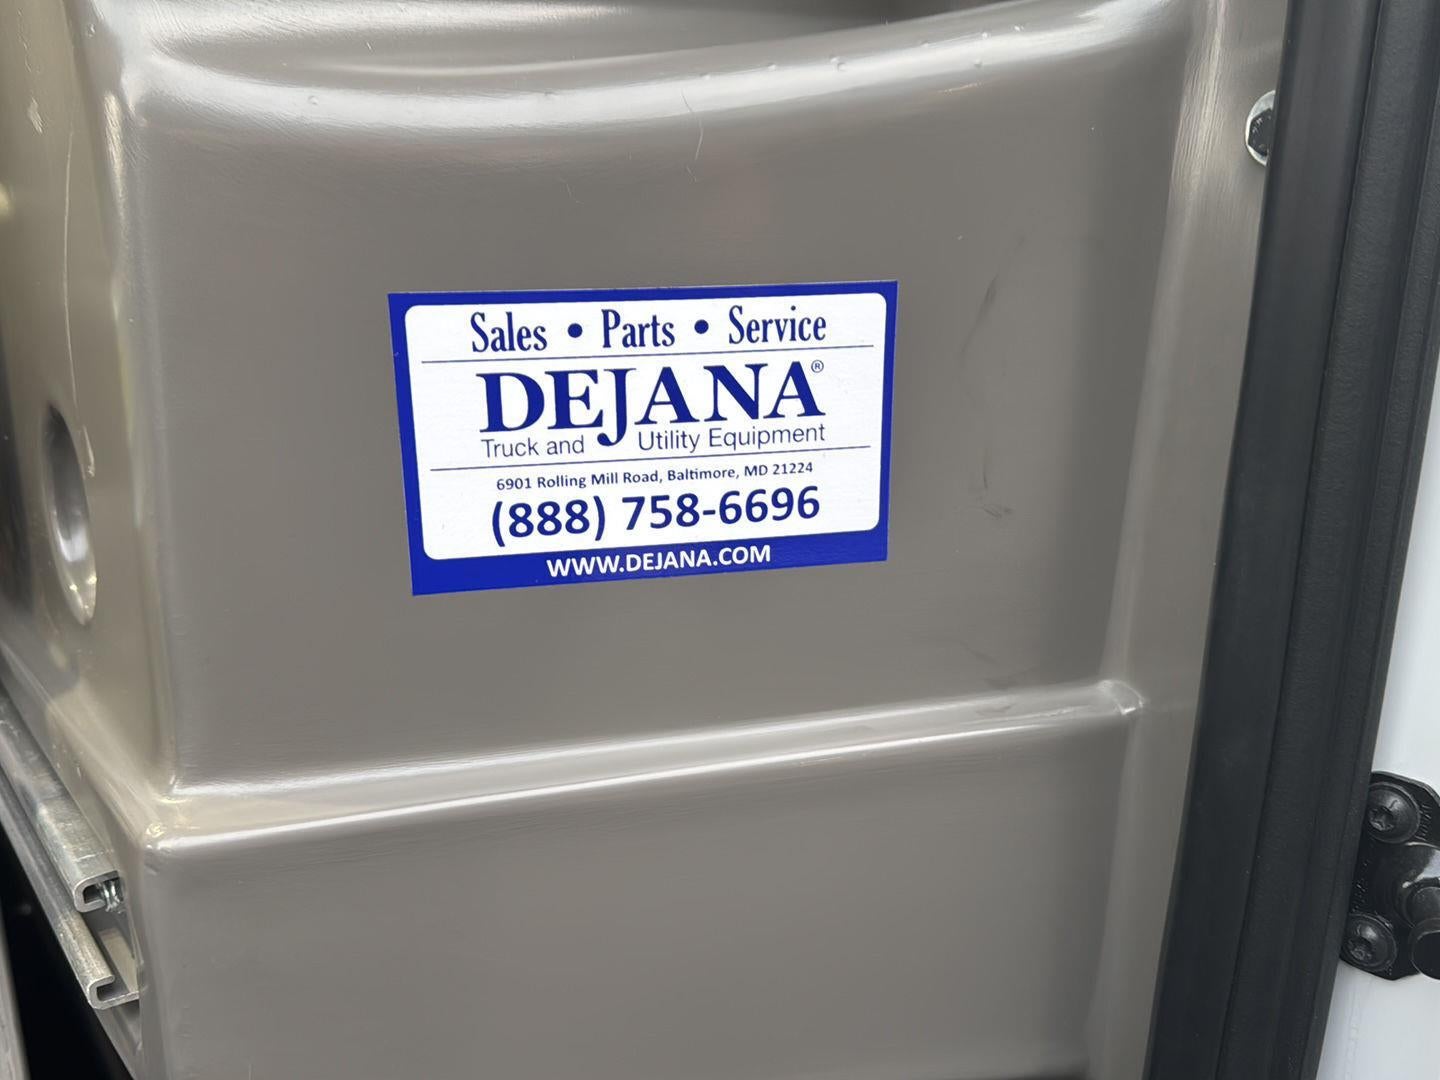 Sales • Parts • Service
DEJANA®
Truck and Utility Equipment
6901 Rolling Mill Road, Baltimore, MD 21224
(888) 758-6696
WWW.DEJANA.COM